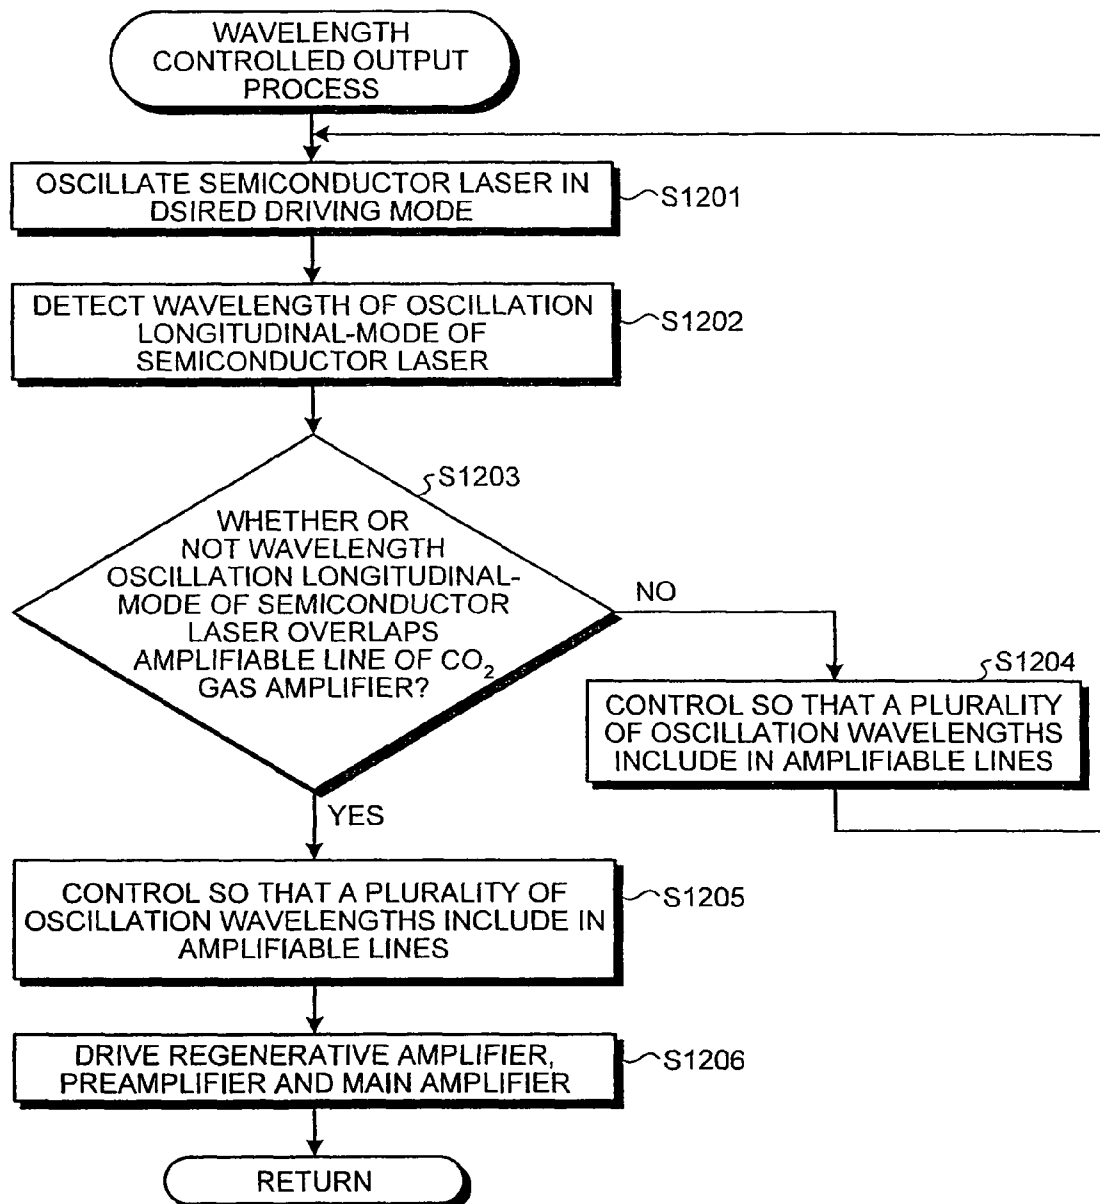 WAVELENGTH
CONTROLLED OUTPUT
PROCESS
OSCILLATE SEMICONDUCTOR LASER IN
DSIRED DRIVING MODE
S1201
DETECT WAVELENGTH OF OSCILLATION
LONGITUDINAL-MODE OF
SEMICONDUCTOR LASER
S1202
S1203
WHETHER OR
NOT WAVELENGTH
OSCILLATION LONGITUDINAL-
MODE OF SEMICONDUCTOR
LASER OVERLAPS
AMPLIFIABLE LINE OF CO2
GAS AMPLIFIER?
NO
S1204
CONTROL SO THAT A PLURALITY
OF OSCILLATION WAVELENGTHS
INCLUDE IN AMPLIFIABLE LINES
YES
CONTROL SO THAT A PLURALITY OF
OSCILLATION WAVELENGTHS INCLUDE IN
AMPLIFIABLE LINES
S1205
DRIVE REGENERATIVE AMPLIFIER,
PREAMPLIFIER AND MAIN AMPLIFIER
S1206
RETURN